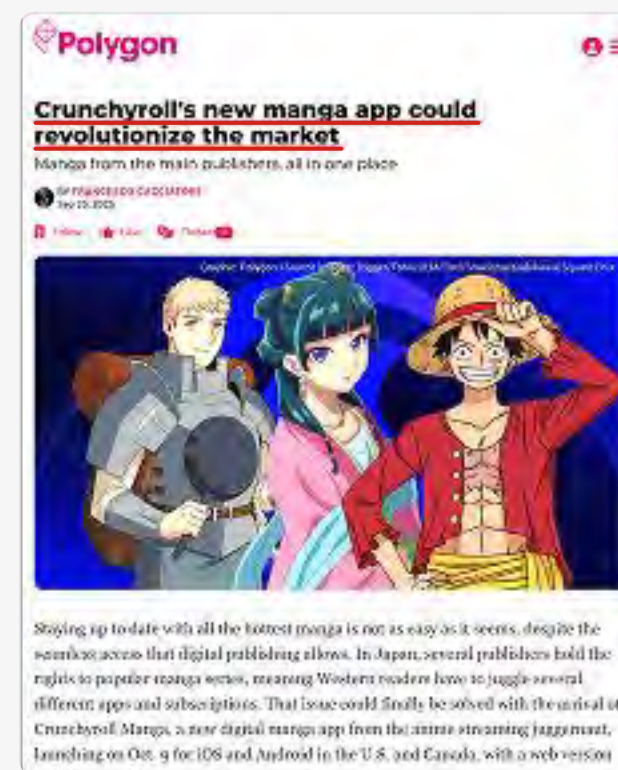 Polygon
Crunchyroll's new manga app could
revolutionize the market
Manga from the main publishers, all in one place
BY FRANCESCO CACCIATORE
Follow Like
Staying up to date with all the hottest manga is not as easy as it seems, despite the
seamless access that digital publishing allows. In Japan, several publishers hold the
rights to popular manga series, meaning Western readers have to juggle several
different apps and subscriptions. That issue could finally be solved with the arrival of
Crunchyroll Manga, a new digital manga app from the anime streaming juggernaut,
launching on Oct. 9 for iOS and Android in the U.S. and Canada, with a web version